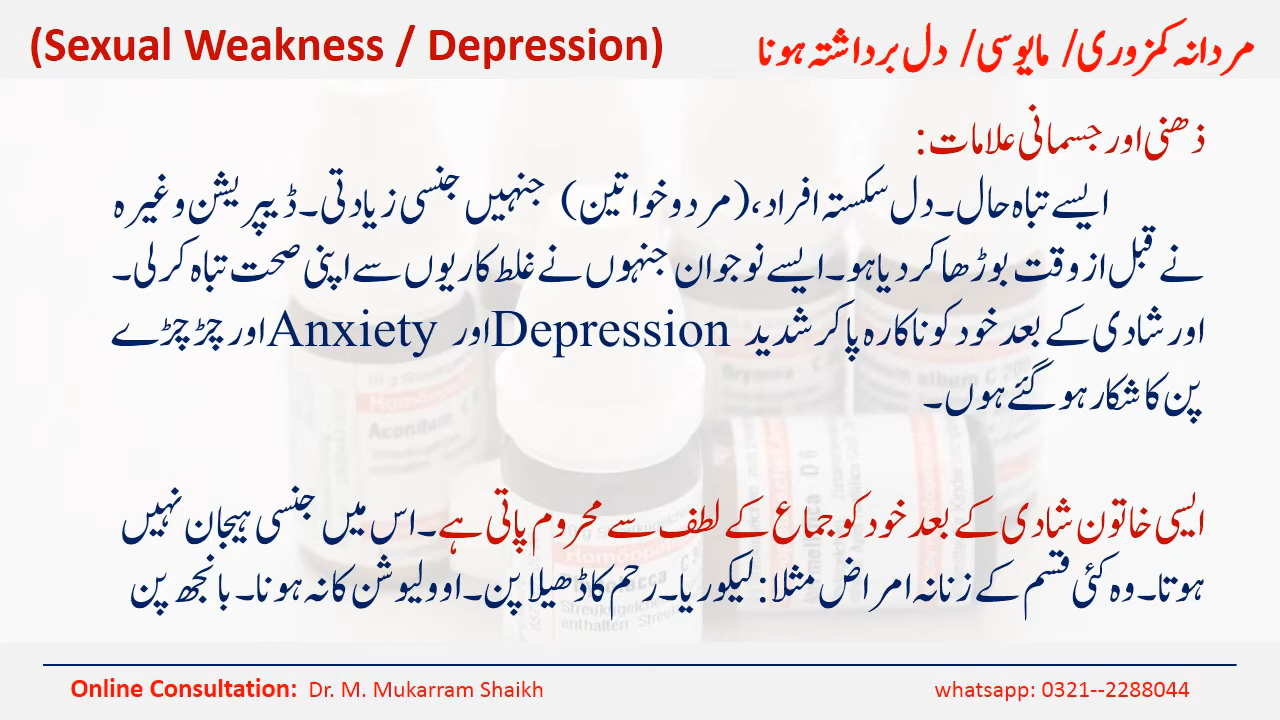 (Sexual Weakness / Depression)
مردانہ کمزوری/ مایوسی/ دل برداشتہ ہونا
ذھنی اور جسمانی علامات:
ایسے تباہ حال۔ دل سکستہ افراد، (مرد و خواتین) جنہیں جنسی زیادتی۔ ڈیپریشن وغیرہ
نے قبل از وقت بوڑھا کر دیا ہو۔ ایسے نوجوان جنہوں نے غلط کاریوں سے اپنی صحت تباہ کر لی۔
اور شادی کے بعد خود کو ناکارہ پا کر شدید Depression اور Anxiety اور چڑچڑے
پن کا شکار ہو گئے ہوں۔
ایسی خاتون شادی کے بعد خود کو جماع کے لطف سے محروم پاتی ہے۔ اس میں جنسی ہیجان نہیں
ہوتا۔ وہ کئی قسم کے زنانہ امراض مثلا: لیکوریا۔ رحم کا ڈھیلا پن۔ اوولیوشن کا نہ ہونا۔ بانجھ پن
Aconitum
Online Consultation: Dr. M. Mukarram Shaikh
whatsapp: 0321--2288044